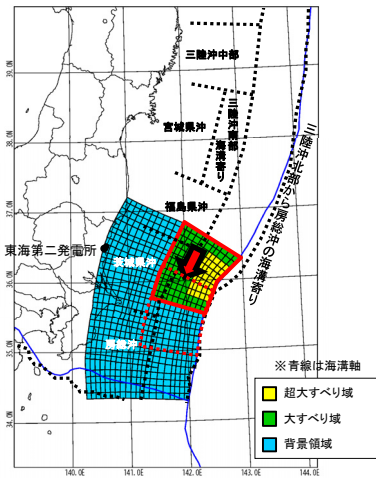 三陸沖中部
宮城県沖
三陸沖南部
海溝寄り
福島県沖
三陸沖北部から房総沖の海溝寄り
東海第二発電所
茨城県沖
房総沖
※青線は海溝軸
超大すべり域
大すべり域
背景領域
39.0N
38.0N
37.0N
36.0N
35.0N
34.0N
140.0E
141.0E
142.0E
143.0E
144.0E